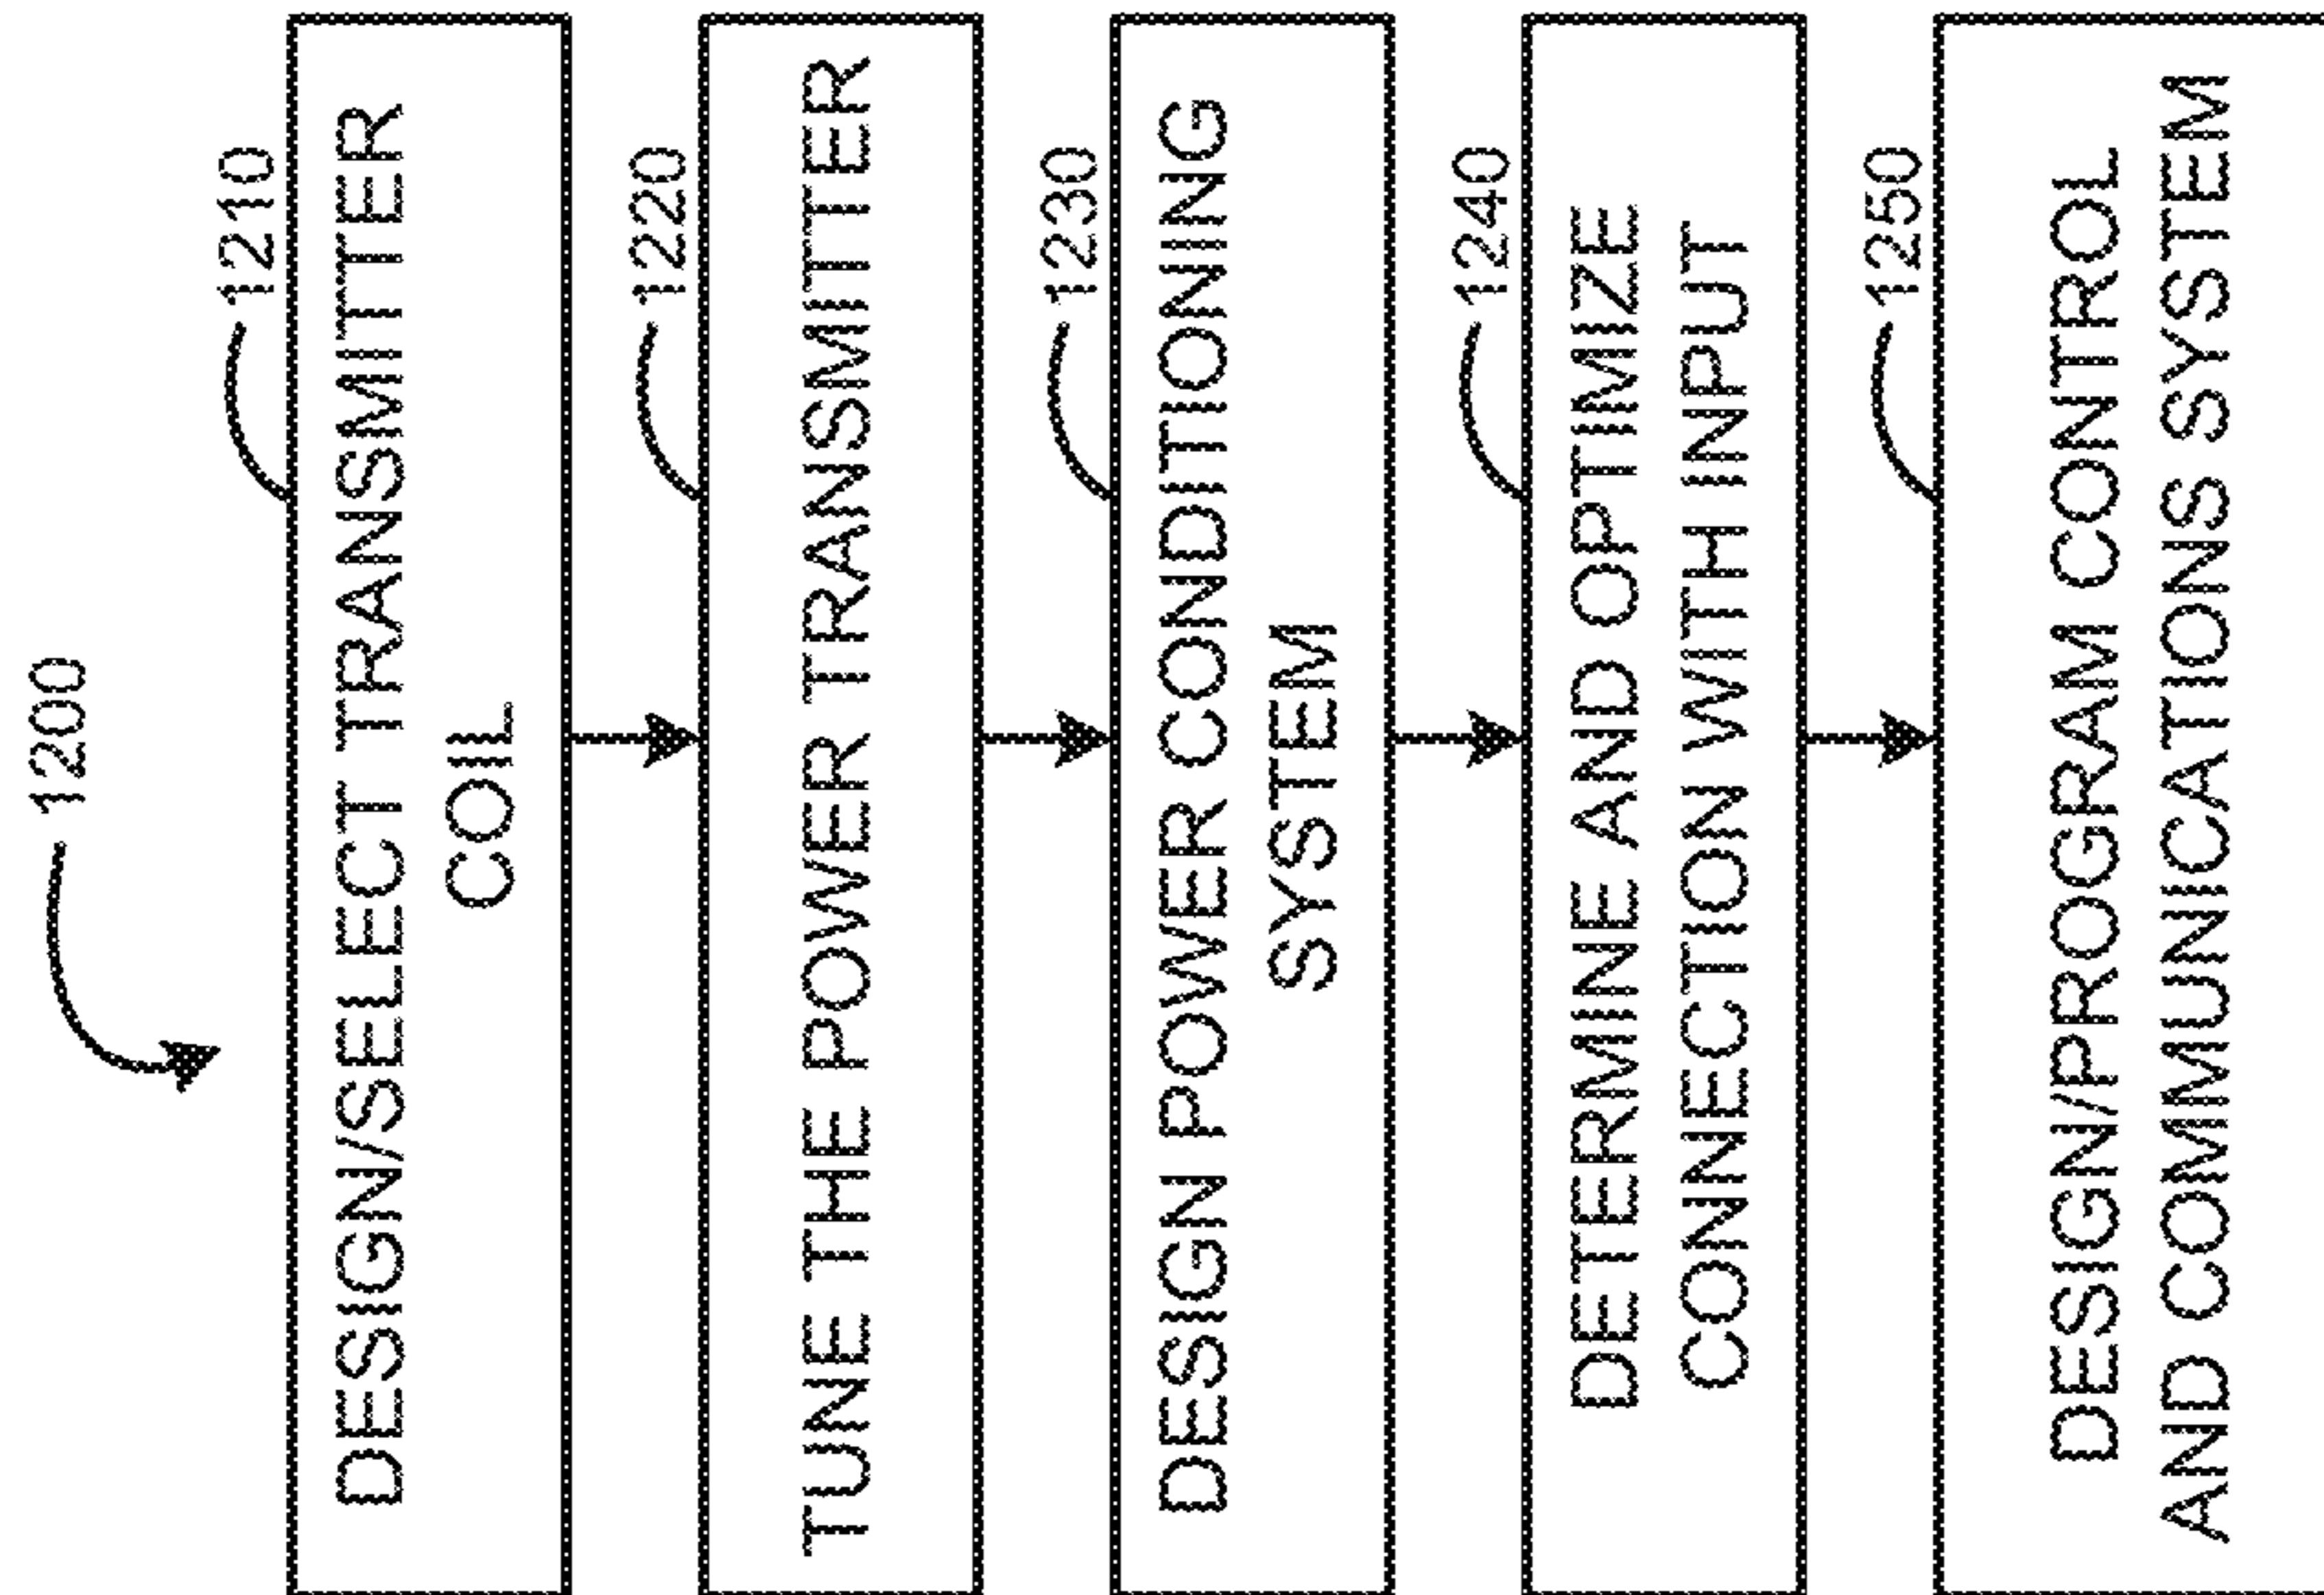 1200
1210
DESIGN/SELECT TRANSMITTER
COIL
1220
TUNE THE POWER TRANSMITTER
1230
DESIGN POWER CONDITIONING
SYSTEM
1240
DETERMINE AND OPTIMIZE
CONNECTION WITH INPUT
1250
DESIGN/PROGRAM CONTROL
AND COMMUNICATIONS SYSTEM